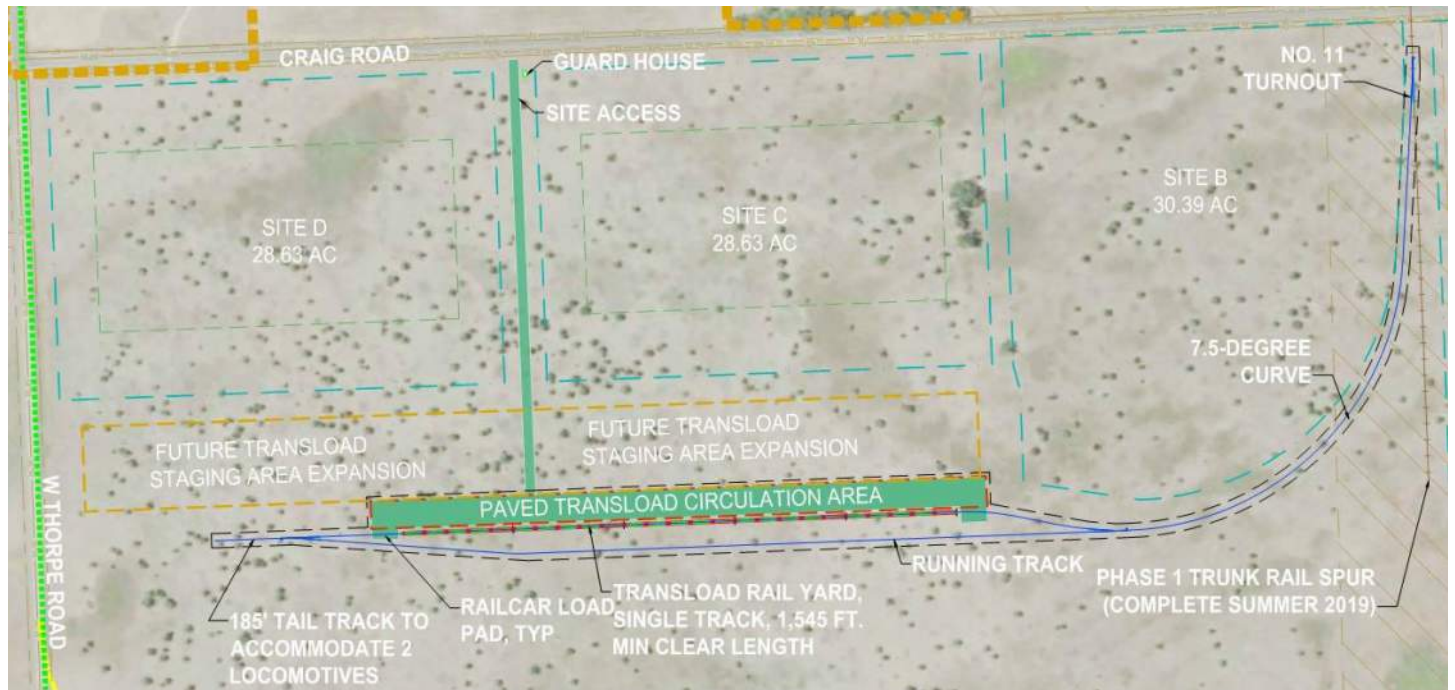 CRAIG ROAD
GUARD HOUSE
SITE ACCESS
NO. 11
TURNOUT
SITE D
28.63 AC
SITE C
28.63 AC
SITE B
30.39 AC
7.5-DEGREE
CURVE
FUTURE TRANSLOAD
STAGING AREA EXPANSION
FUTURE TRANSLOAD
STAGING AREA EXPANSION
W THORPE ROAD
PAVED TRANSLOAD CIRCULATION AREA
RUNNING TRACK
PHASE 1 TRUNK RAIL SPUR
(COMPLETE SUMMER 2019)
185' TAIL TRACK TO
ACCOMMODATE 2
LOCOMOTIVES
RAILCAR LOAD
PAD, TYP
TRANSLOAD RAIL YARD,
SINGLE TRACK, 1,545 FT.
MIN CLEAR LENGTH